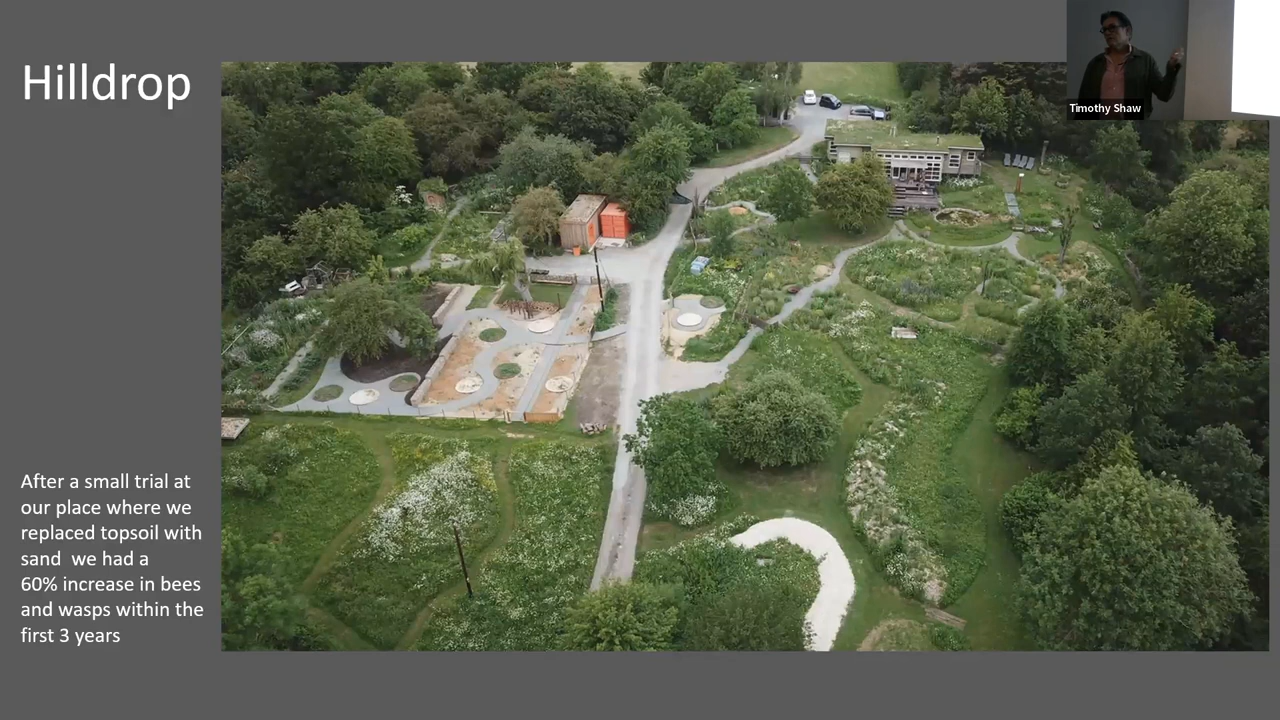 Hilldrop
Timothy Shaw
After a small trial at
our place where we
replaced topsoil with
sand we had a
60% increase in bees
and wasps within the
first 3 years